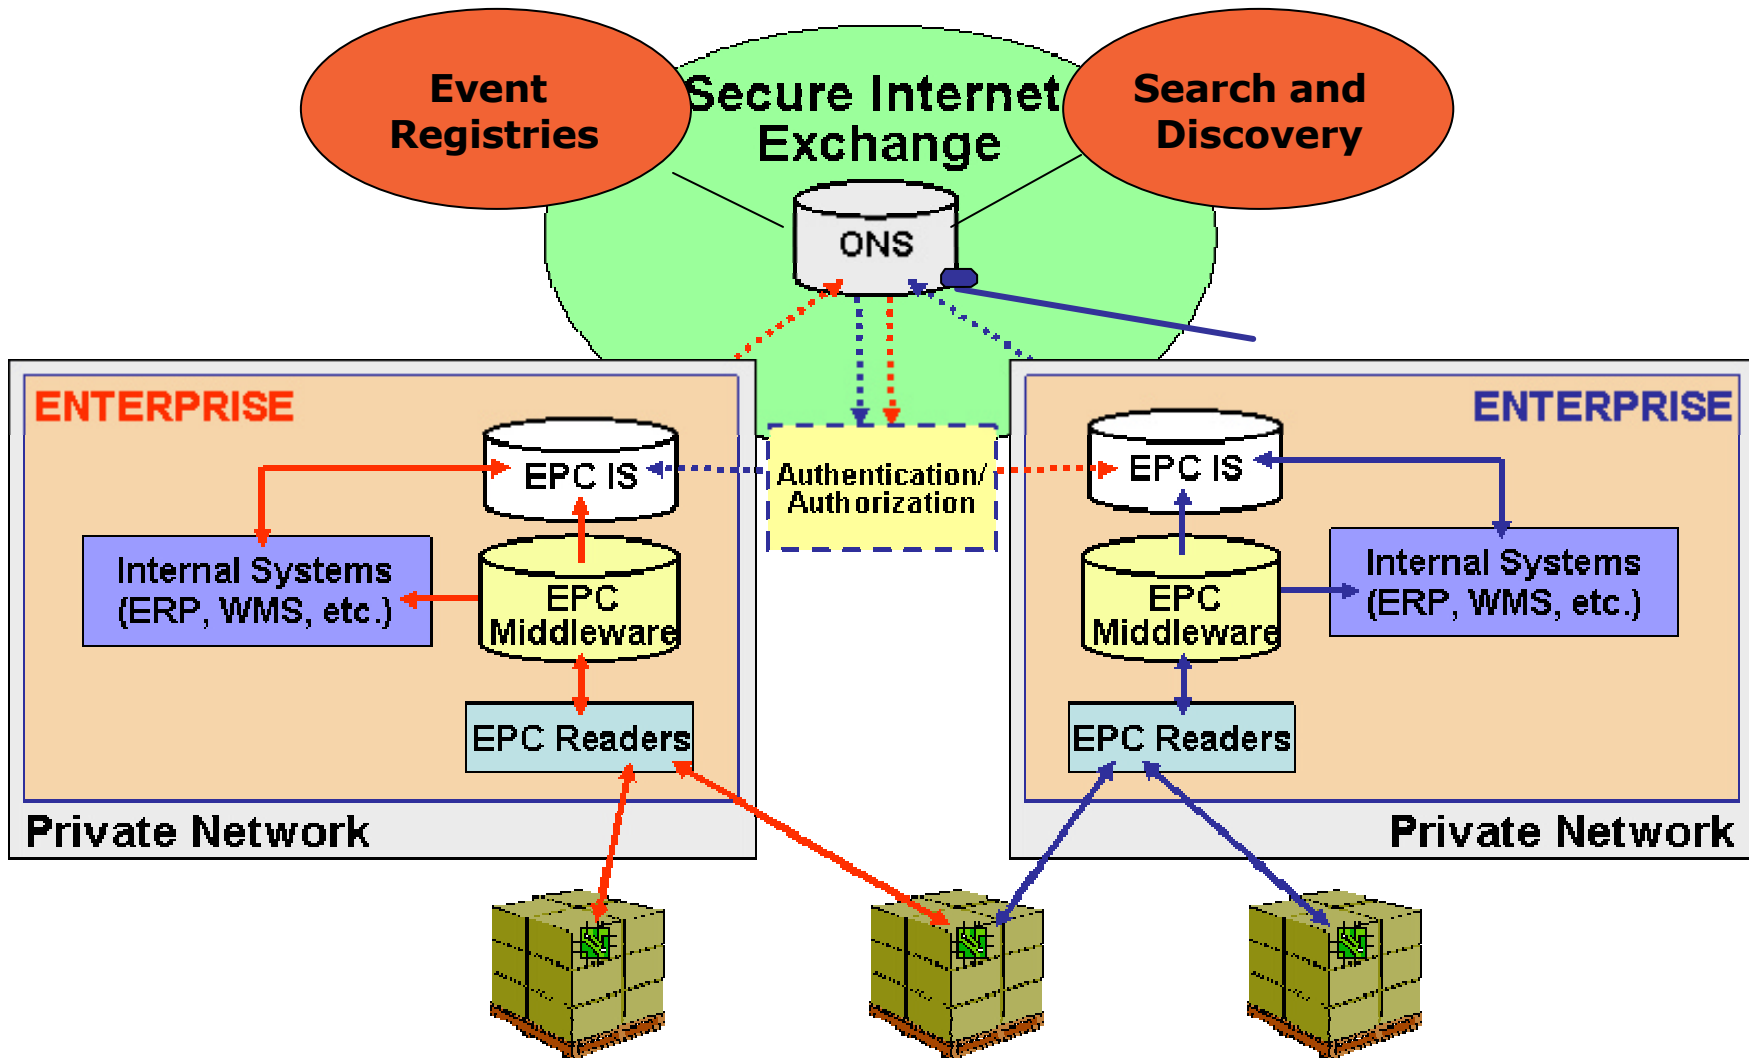 Event
Registries
Secure Internet
Exchange
Search and
Discovery
ONS
ENTERPRISE
EPC IS
Internal Systems
(ERP, WMS, etc.)
EPC
Middleware
EPC Readers
Private Network
Authentication/
Authorization
ENTERPRISE
EPC IS
EPC
Middleware
Internal Systems
(ERP, WMS, etc.)
EPC Readers
Private Network